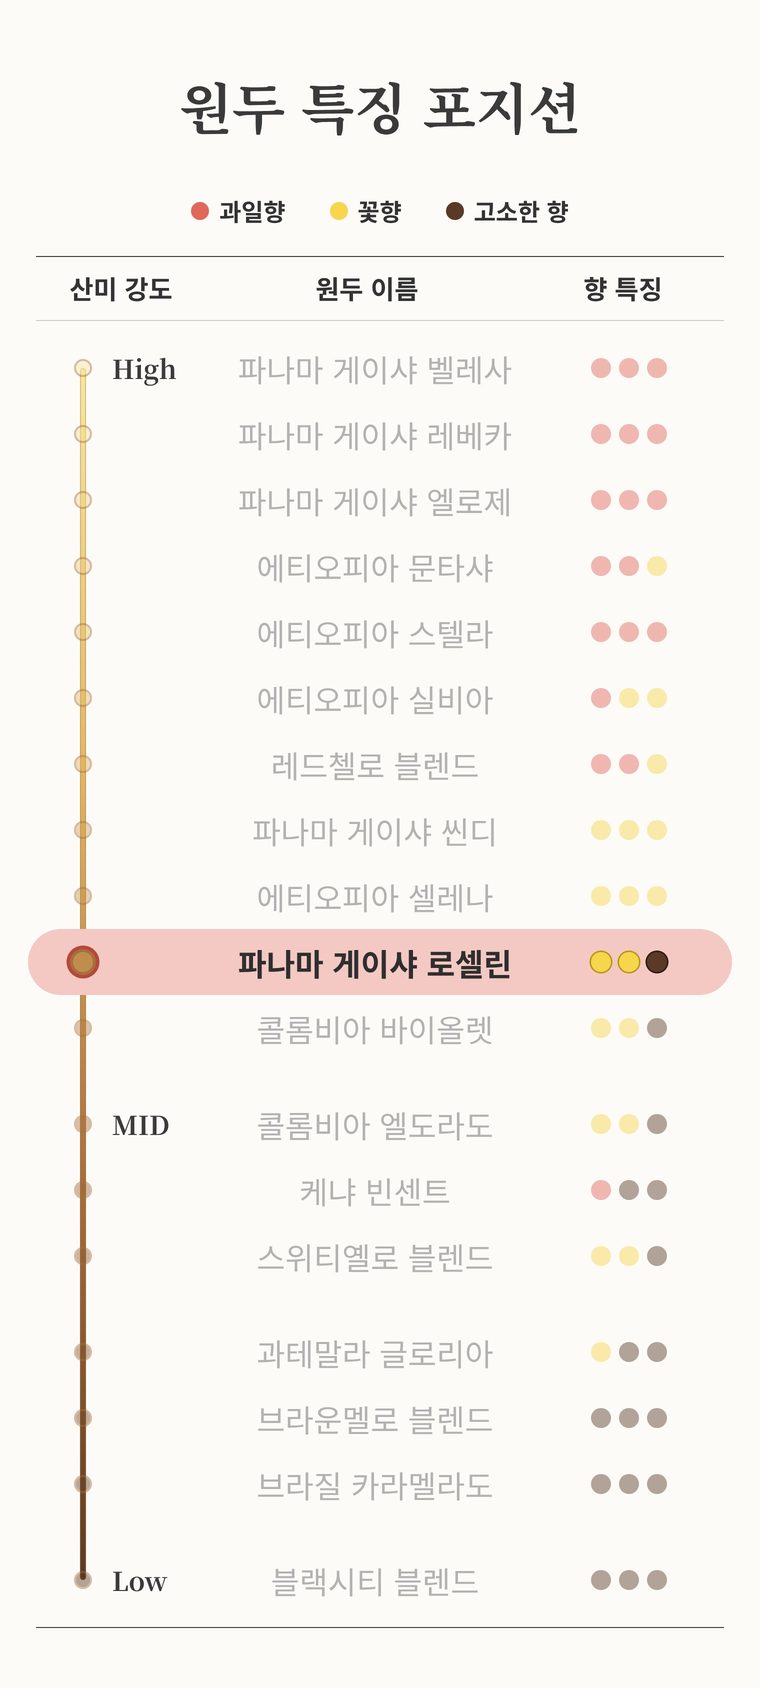 원두 특징 포지션
과일향 꽃향 고소한 향
산미 강도 원두 이름 향 특징
High 파나마 게이샤 벨레사
파나마 게이샤 레베카
파나마 게이샤 엘로제
에티오피아 문타샤
에티오피아 스텔라
에티오피아 실비아
레드첼로 블렌드
파나마 게이샤 씬디
에티오피아 셀레나
파나마 게이샤 로셀린
콜롬비아 바이올렛
MID 콜롬비아 엘도라도
케냐 빈센트
스위티옐로 블렌드
과테말라 글로리아
브라운멜로 블렌드
브라질 카라멜라도
Low 블랙시티 블렌드